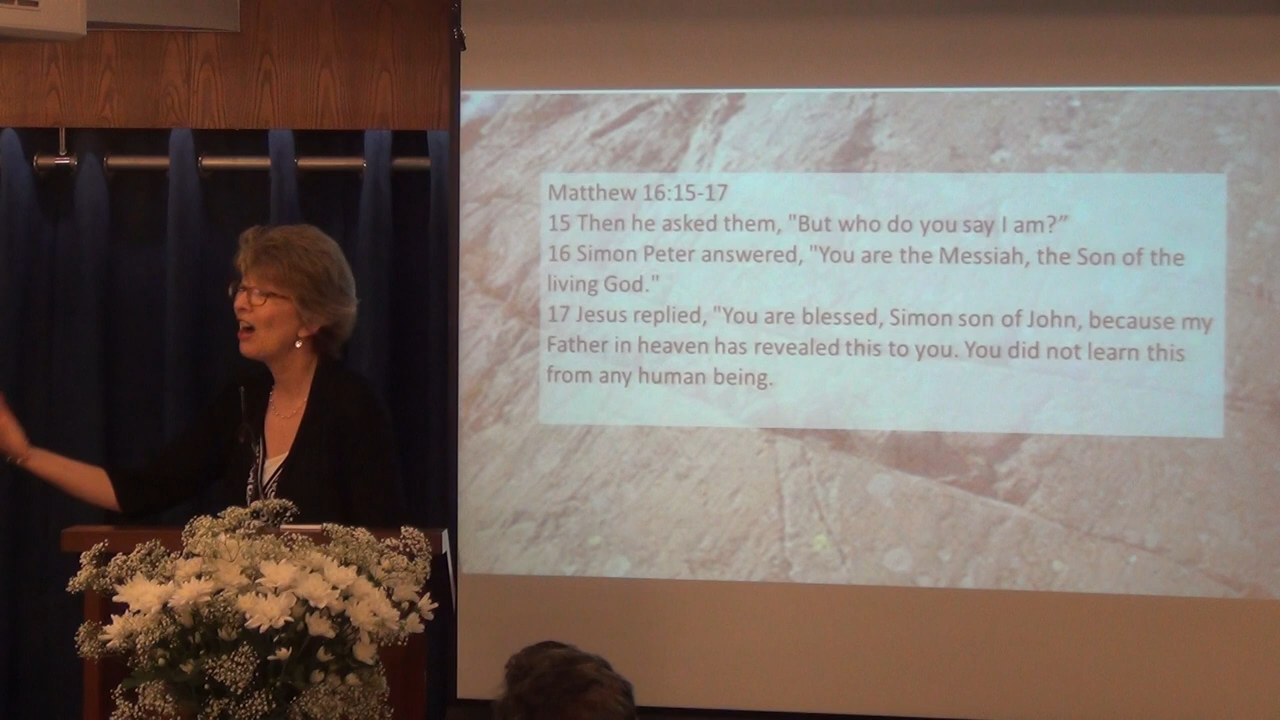 Matthew 16:15-17
15 Then he asked them, "But who do you say I am?”
16 Simon Peter answered, "You are the Messiah, the Son of the
living God."
17 Jesus replied, "You are blessed, Simon son of John, because my
Father in heaven has revealed this to you. You did not learn this
from any human being.